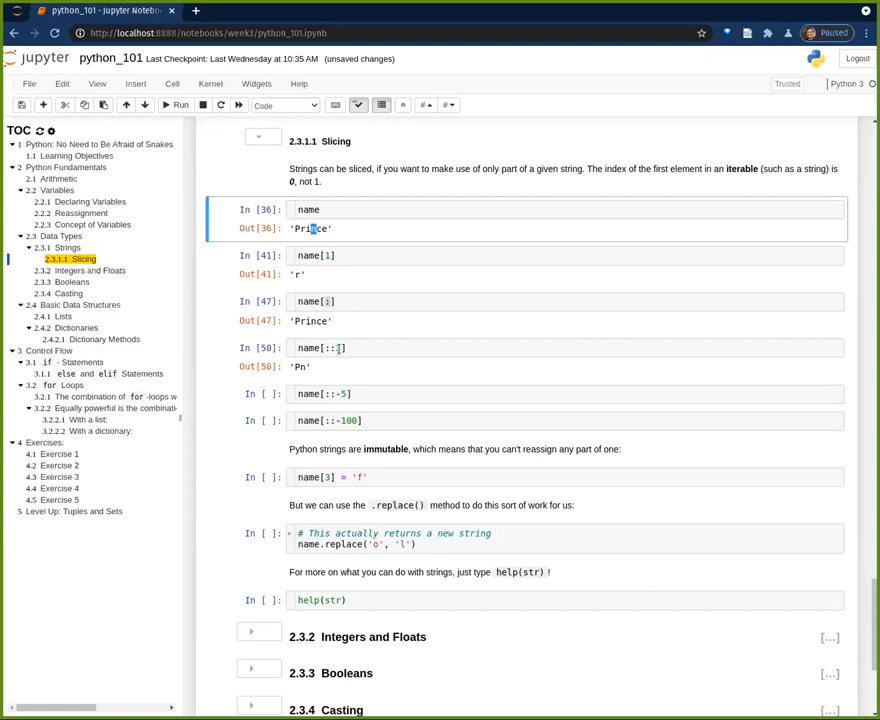 python_101 - Jupyter Notebo
http://localhost:8888/notebooks/week3/python_101.ipynb
Paused
jupyter python_101 Last Checkpoint: Last Wednesday at 10:35 AM (unsaved changes)
Logout
File Edit View Insert Cell Kernel Widgets Help
Trusted
Python 3
Run
Code
TOC
1 Python: No Need to Be Afraid of Snakes
1.1 Learning Objectives
2 Python Fundamentals
2.1 Arithmetic
2.2 Variables
2.2.1 Declaring Variables
2.2.2 Reassignment
2.2.3 Concept of Variables
2.3 Data Types
2.3.1 Strings
2.3.1.1 Slicing
2.3.2 Integers and Floats
2.3.3 Booleans
2.3.4 Casting
2.4 Basic Data Structures
2.4.1 Lists
2.4.2 Dictionaries
2.4.2.1 Dictionary Methods
3 Control Flow
3.1 if - Statements
3.1.1 else and elif Statements
3.2 for Loops
3.2.1 The combination of for -loops w
3.2.2 Equally powerful is the combinati
3.2.2.1 With a list:
3.2.2.2 With a dictionary:
4 Exercises:
4.1 Exercise 1
4.2 Exercise 2
4.3 Exercise 3
4.4 Exercise 4
4.5 Exercise 5
5 Level Up: Tuples and Sets
2.3.1.1 Slicing
Strings can be sliced, if you want to make use of only part of a given string. The index of the first element in an iterable (such as a string) is
0, not 1.
In [36]: name
Out[36]: 'Prince'
In [41]: name[1]
Out[41]: 'r'
In [47]: name[:]
Out[47]: 'Prince'
In [50]: name[::3]
Out[50]: 'Pn'
In [ ]: name[::-5]
In [ ]: name[::-100]
Python strings are immutable, which means that you can't reassign any part of one:
In [ ]: name[3] = 'f'
But we can use the .replace() method to do this sort of work for us:
In [ ]: # This actually returns a new string
name.replace('o', 'l')
For more on what you can do with strings, just type help(str) !
In [ ]: help(str)
2.3.2 Integers and Floats
[...]
2.3.3 Booleans
[...]
2.3.4 Casting
[...]